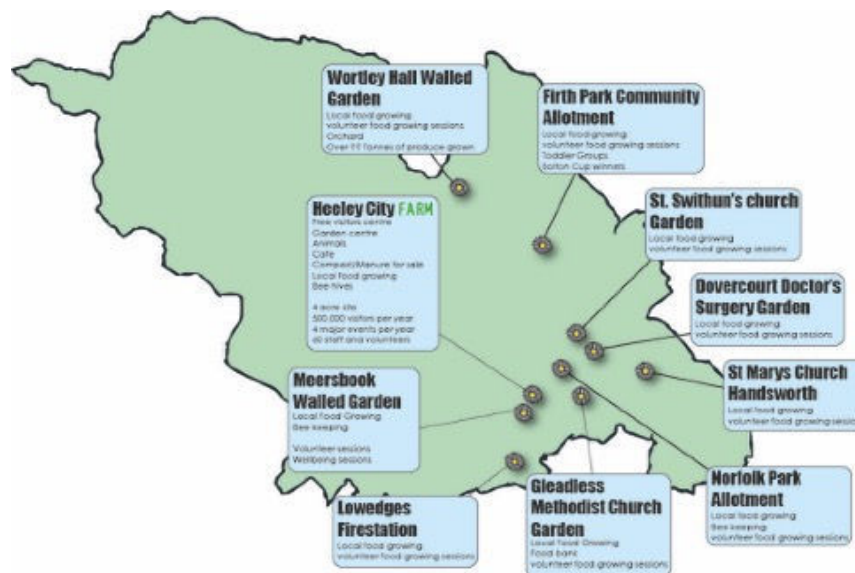 Wortley Hall Walled
Garden
Local food growing
volunteer food growing sessions
Orchard
Over Tonnes of produce grown
Firth Park Community
Allotment
Local food growing
volunteer food growing sessions
Toddler Groups
Cup winners
Heeley City FARM
Free visitors centre
Garden centre
Animals
Cafe
Compost/Manure for sale
Local food growing
Bee hives
4 acre site
500,000 visitors per year
4 major events per year
60 staff and volunteers
St. Swithun's church
Garden
Local food growing
volunteer food growing sessions
Dovercourt Doctor's
Surgery Garden
Local food growing
volunteer food growing sessions
St Marys Church
Handsworth
Local food growing
volunteer food growing sessi
Meersbook
Walled Garden
Local Food Growing
Bee keeping
Volunteer sessions
Wellbeing sessions
Norfolk Park
Allotment
Local food growing
Bee keeping
volunteer food growing sessions
Lowedges
Firestation
Local food growing
volunteer food growing sessions
Gleadless
Methodist Church
Garden
Local Food Growing
Food bank
volunteer food growing sessions